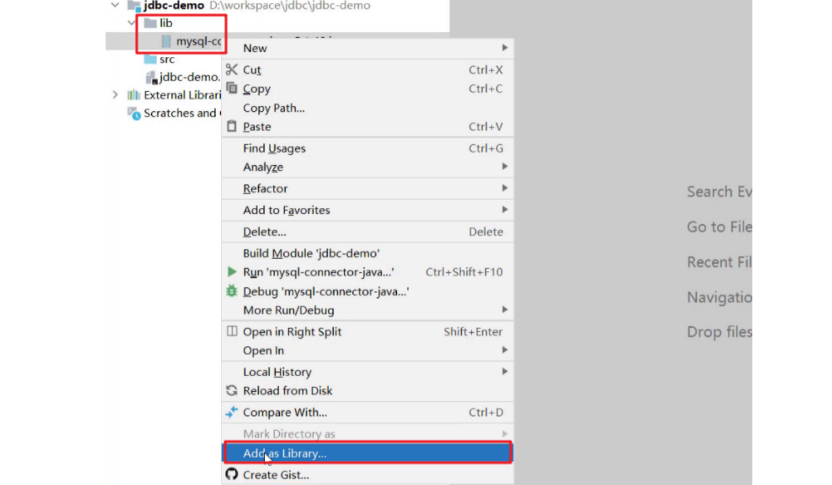 jdbc-demo D:\workspace\jdbc\jdbc-demo
lib
mysql-co
src
jdbc-demo.
External Librari
Scratches and
New
Cut Ctrl+X
Copy Ctrl+C
Copy Path...
Paste Ctrl+V
Find Usages Ctrl+G
Analyze
Refactor
Add to Favorites
Delete... Delete
Build Module 'jdbc-demo'
Run 'mysql-connector-java...' Ctrl+Shift+F10
Debug 'mysql-connector-java...'
More Run/Debug
Open in Right Split Shift+Enter
Open In
Local History
Reload from Disk
Compare With... Ctrl+D
Mark Directory as
Add as Library...
Create Gist...
Search Ev
Go to File
Recent Fil
Navigatio
Drop files